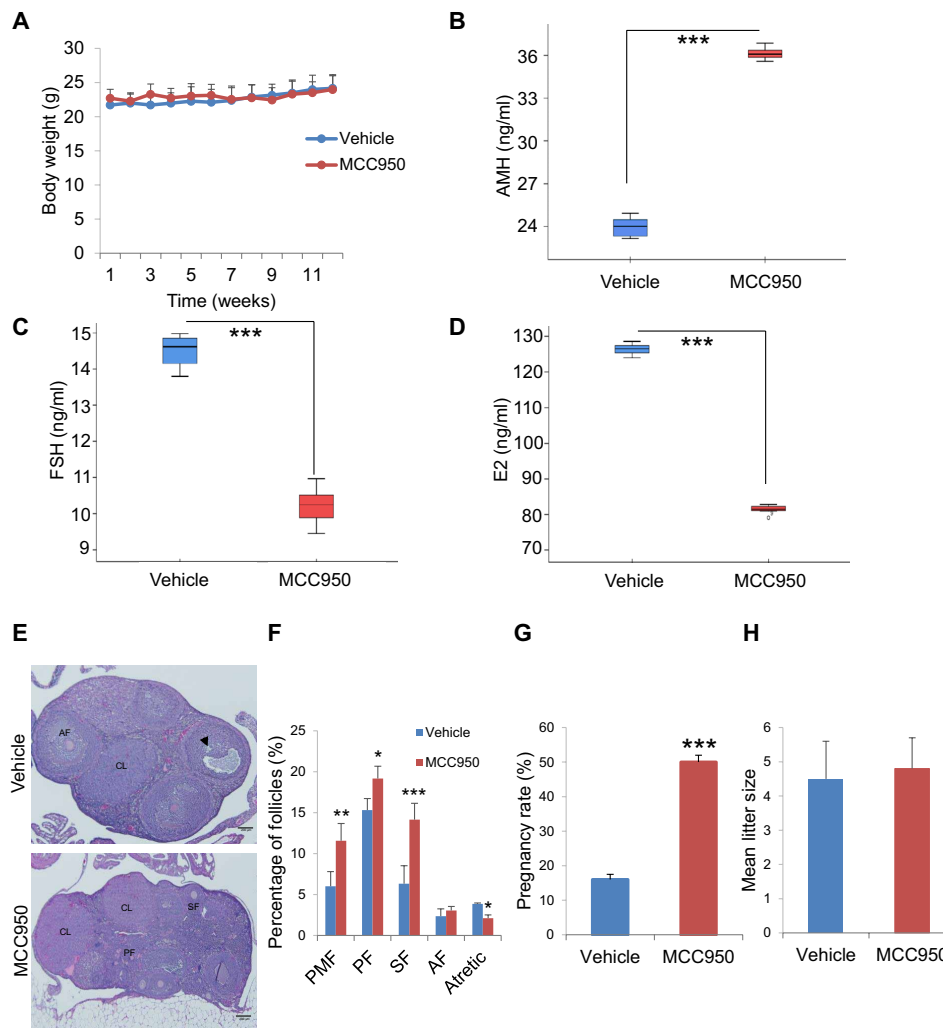 A
Body weight (g)
30
25
20
15
10
5
0
1 3 5 7 9 11
Time (weeks)
Vehicle
MCC950
B
AMH (ng/ml)
36
33
30
27
24
***
Vehicle MCC950
C
FSH (ng/ml)
15
14
13
12
11
10
9
***
Vehicle MCC950
D
E2 (ng/ml)
130
120
110
100
90
80
70
***
Vehicle MCC950
E
Vehicle
AF
CL
MCC950
CL
SF
CL
PF
F
Percentage of follicles (%)
25
20
15
10
5
0
Vehicle
MCC950
**
*
***
*
PMF PF SF AF Atretic
G
Pregnancy rate (%)
60
50
40
30
20
10
0
***
Vehicle MCC950
H
Mean litter size
6
5
4
3
2
1
0
Vehicle MCC950